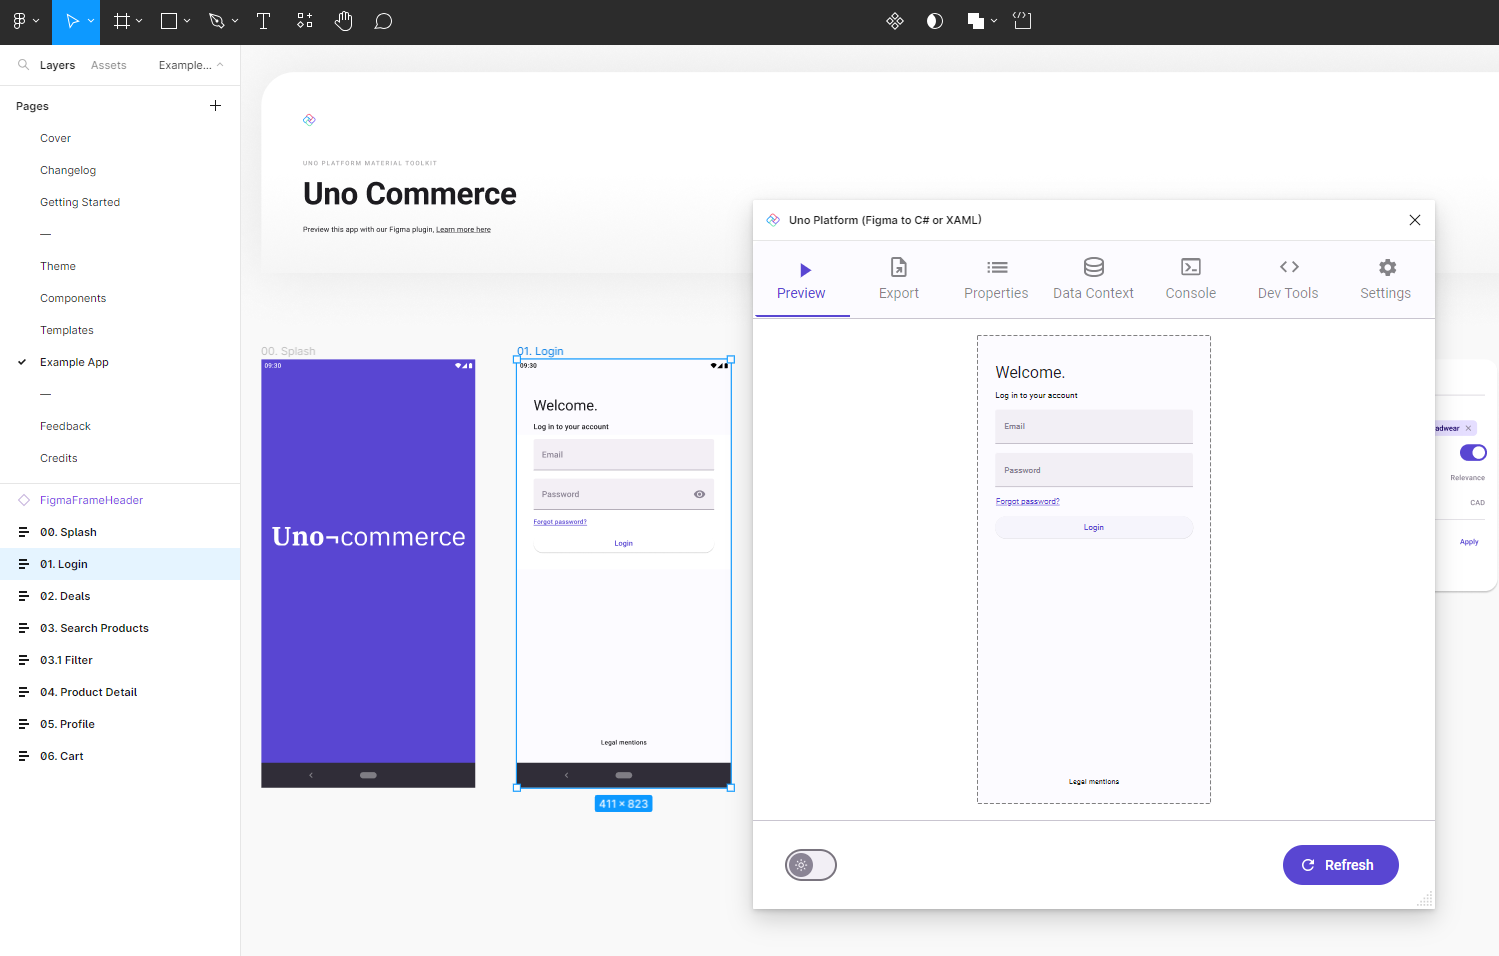 Layers
Assets
Example...
Pages
Cover
Changelog
Getting Started
—
Theme
Components
Templates
Example App
—
Feedback
Credits
FigmaFrameHeader
00. Splash
01. Login
02. Deals
03. Search Products
03.1 Filter
04. Product Detail
05. Profile
06. Cart
UNO PLATFORM MATERIAL TOOLKIT
Uno Commerce
Preview this app with our Figma plugin, Learn more here
00. Splash
09:30
Uno¬commerce
01. Login
09:30
Welcome.
Log in to your account
Email
Password
Forgot password?
Login
Legal mentions
411 × 823
Uno Platform (Figma to C# or XAML)
Preview
Export
Properties
Data Context
Console
Dev Tools
Settings
Welcome.
Log in to your account
Email
Password
Forgot password?
Login
Legal mentions
Refresh
adwear
Relevance
CAD
Apply